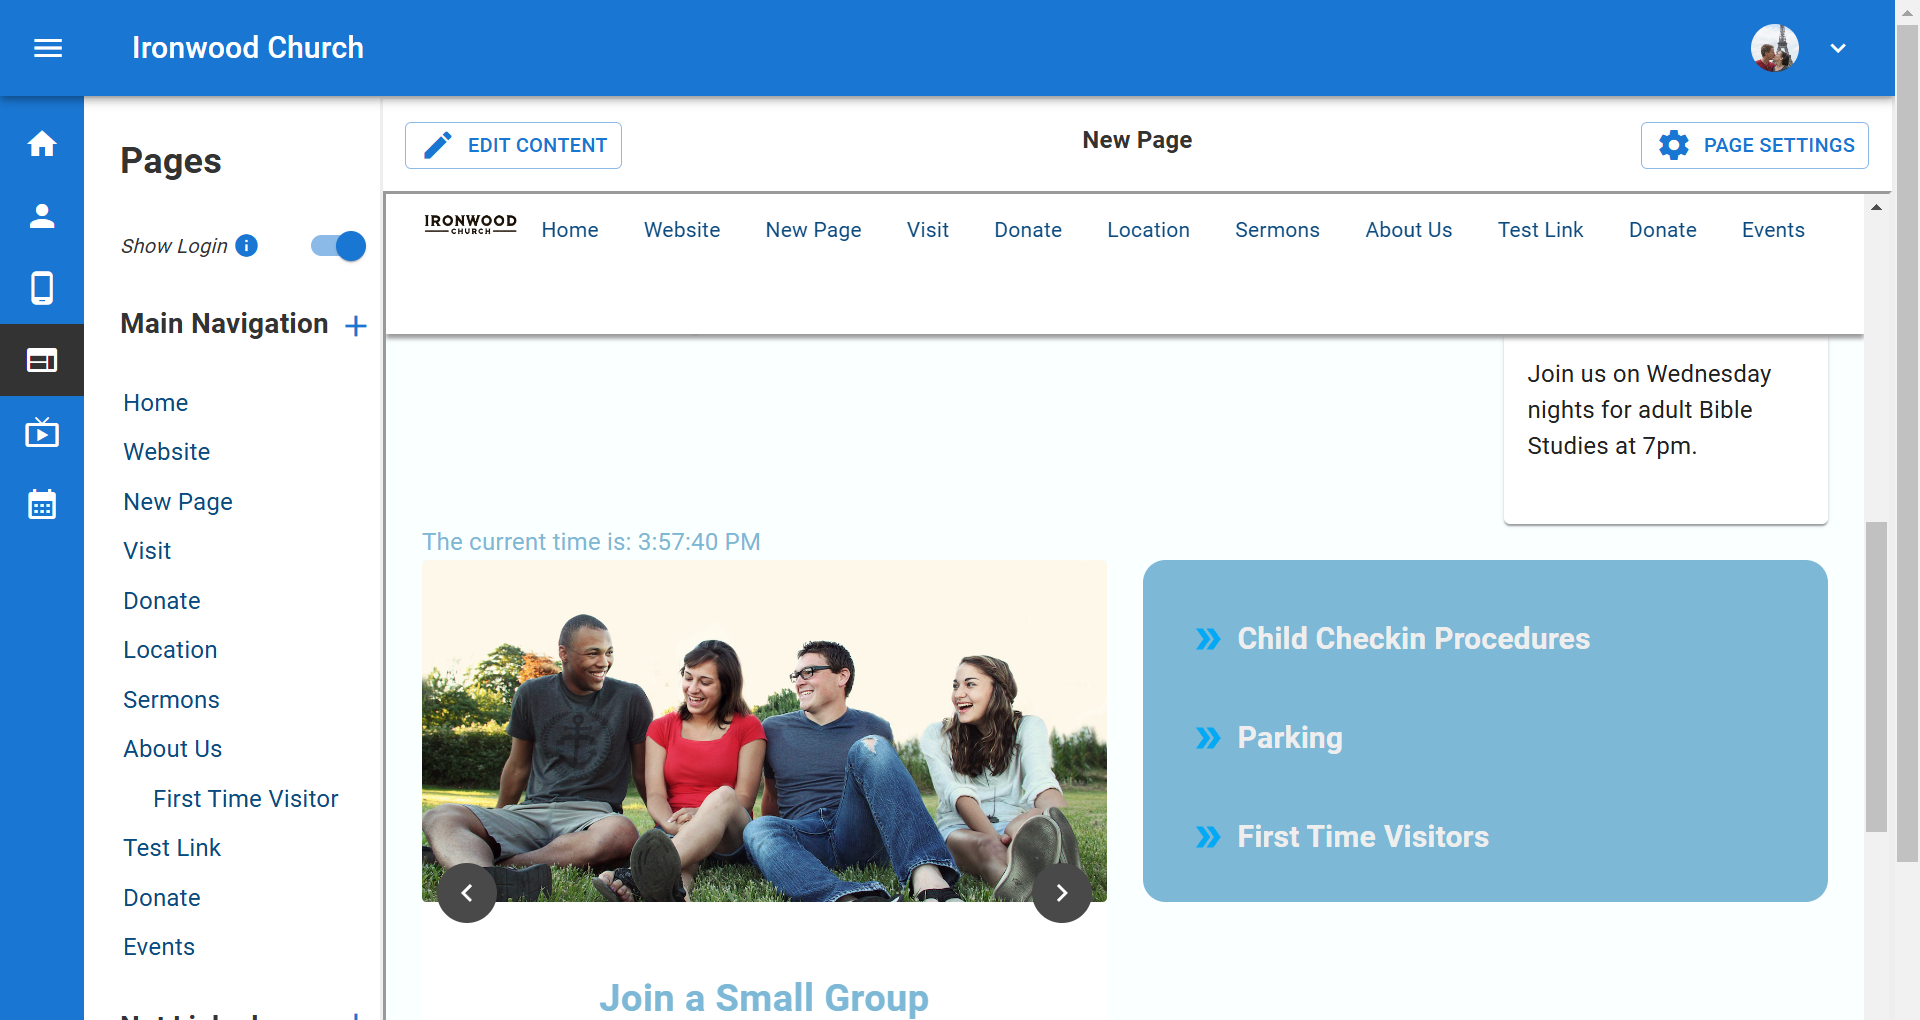 Ironwood Church
Pages
Show Login
Main Navigation
Home
Website
New Page
Visit
Donate
Location
Sermons
About Us
First Time Visitor
Test Link
Donate
Events
EDIT CONTENT
New Page
PAGE SETTINGS
IRONWOOD
CHURCH
Home Website New Page Visit Donate Location Sermons About Us Test Link Donate Events
Join us on Wednesday
nights for adult Bible
Studies at 7pm.
The current time is: 3:57:40 PM
Child Checkin Procedures
Parking
First Time Visitors
Join a Small Group